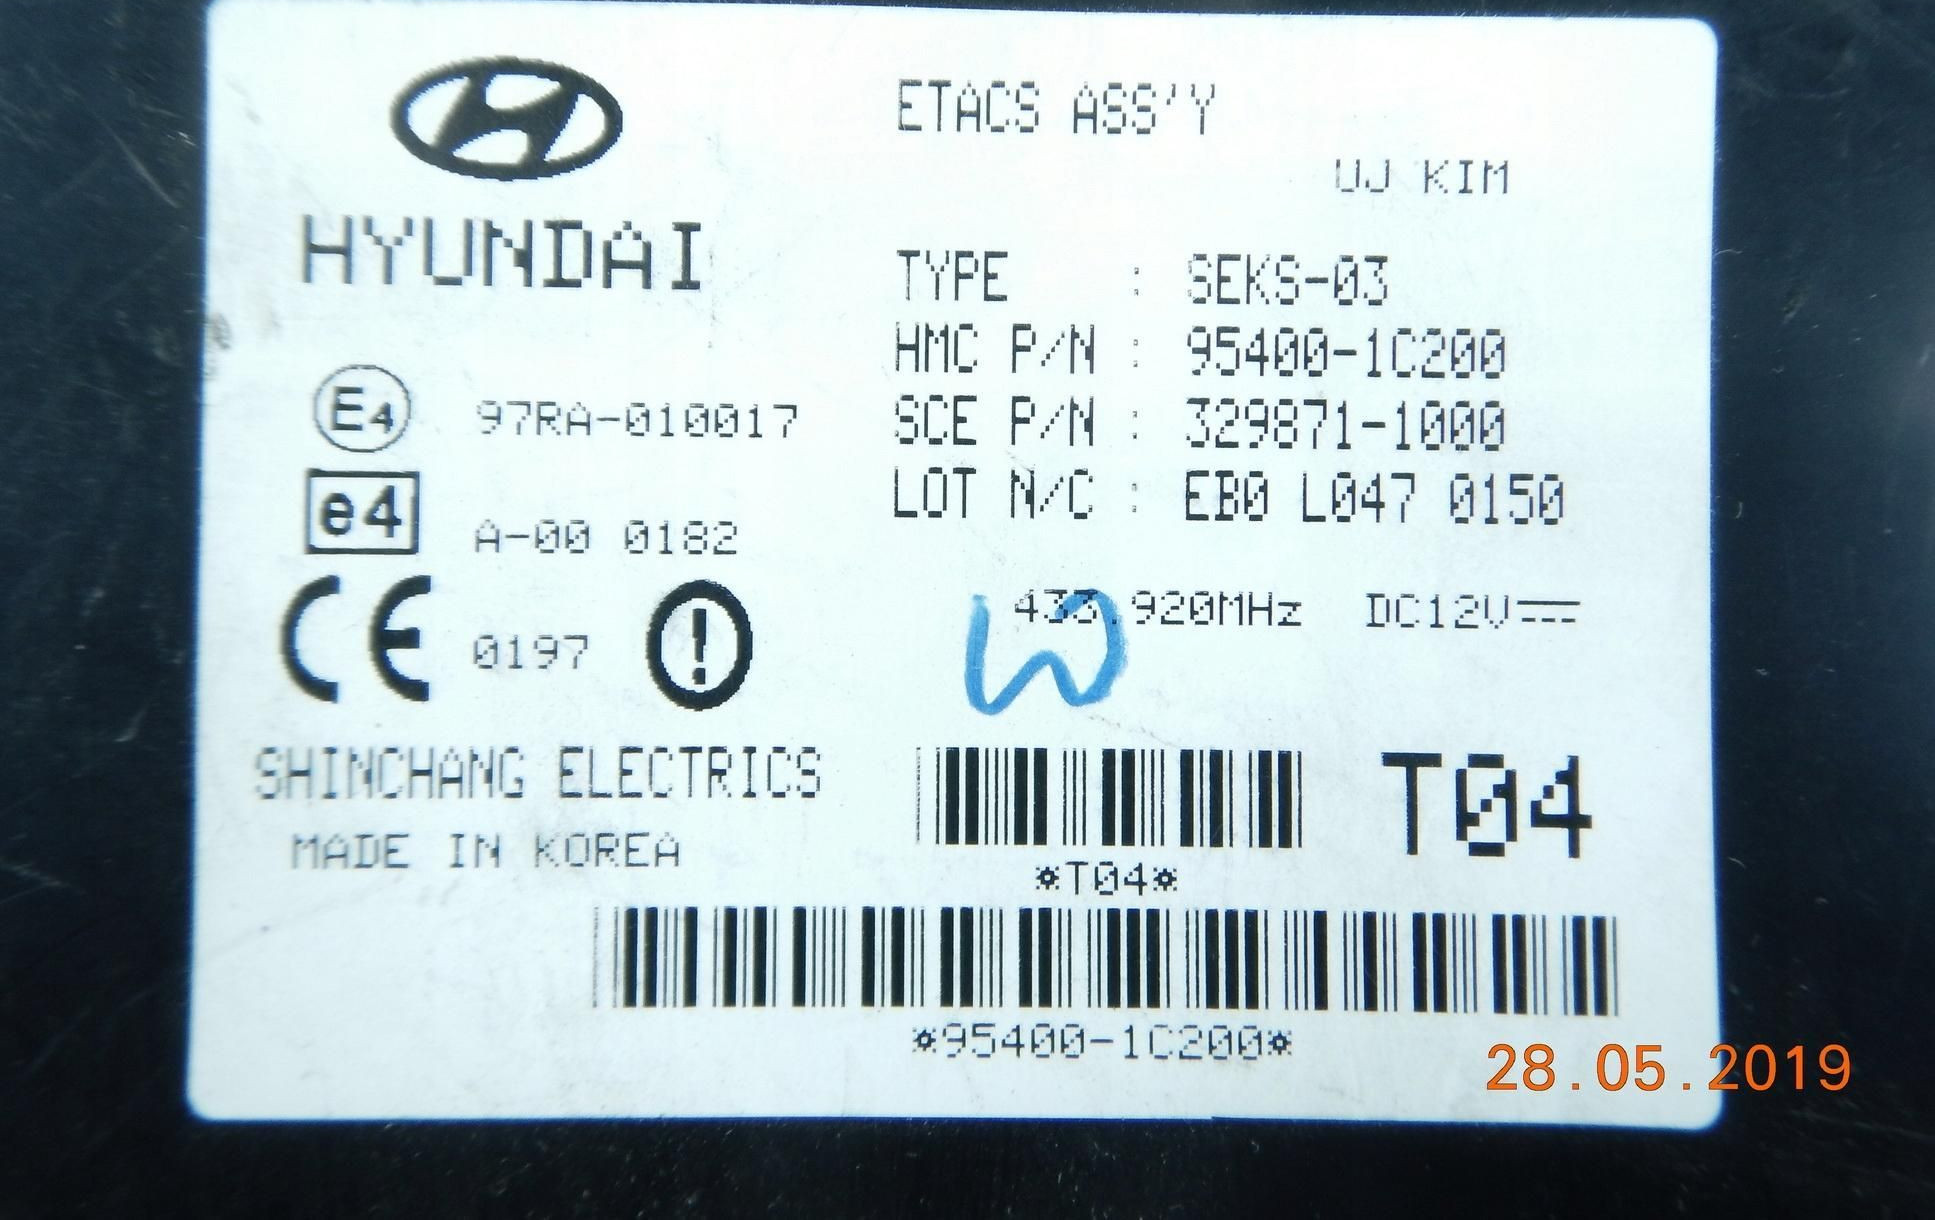 HYUNDAI
ETACS ASS'Y
UJ KIM
TYPE : SEKS-03
HMC P/N : 95400-1C200
SCE P/N : 329871-1000
LOT N/C : EB0 L047 0150
E4 97RA-010017
e4 A-00 0182
CE 0197 !
433.920MHz DC12V
W
SHINCHANG ELECTRICS
MADE IN KOREA
T04
*T04*
*95400-1C200*
28.05.2019